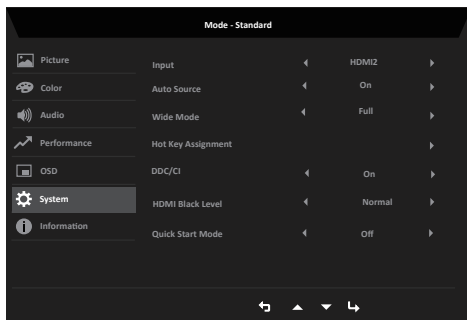 Mode - Standard
Picture
Color
Audio
Performance
OSD
System
Information
Input HDMI2
Auto Source On
Wide Mode Full
Hot Key Assignment
DDC/CI On
HDMI Black Level Normal
Quick Start Mode Off